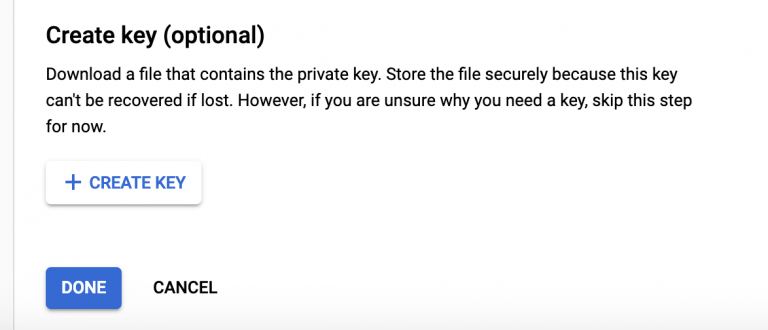 Create key (optional)
Download a file that contains the private key. Store the file securely because this key
can't be recovered if lost. However, if you are unsure why you need a key, skip this step
for now.
+ CREATE KEY
DONE CANCEL